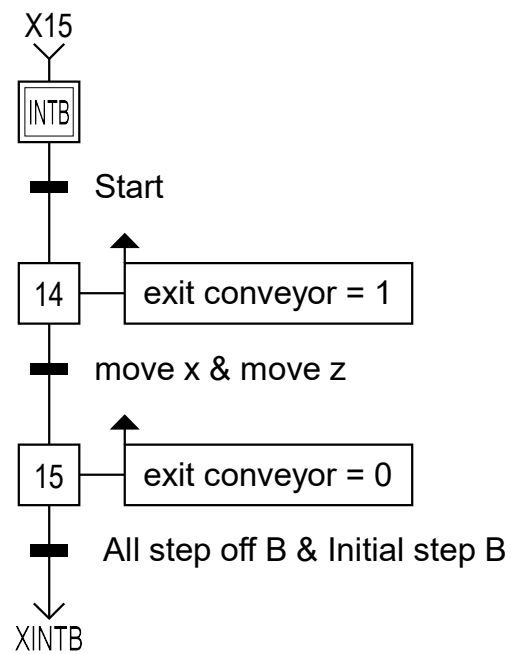 X15
INTB
Start
14
exit conveyor = 1
move x & move z
15
exit conveyor = 0
All step off B & Initial step B
XINTB